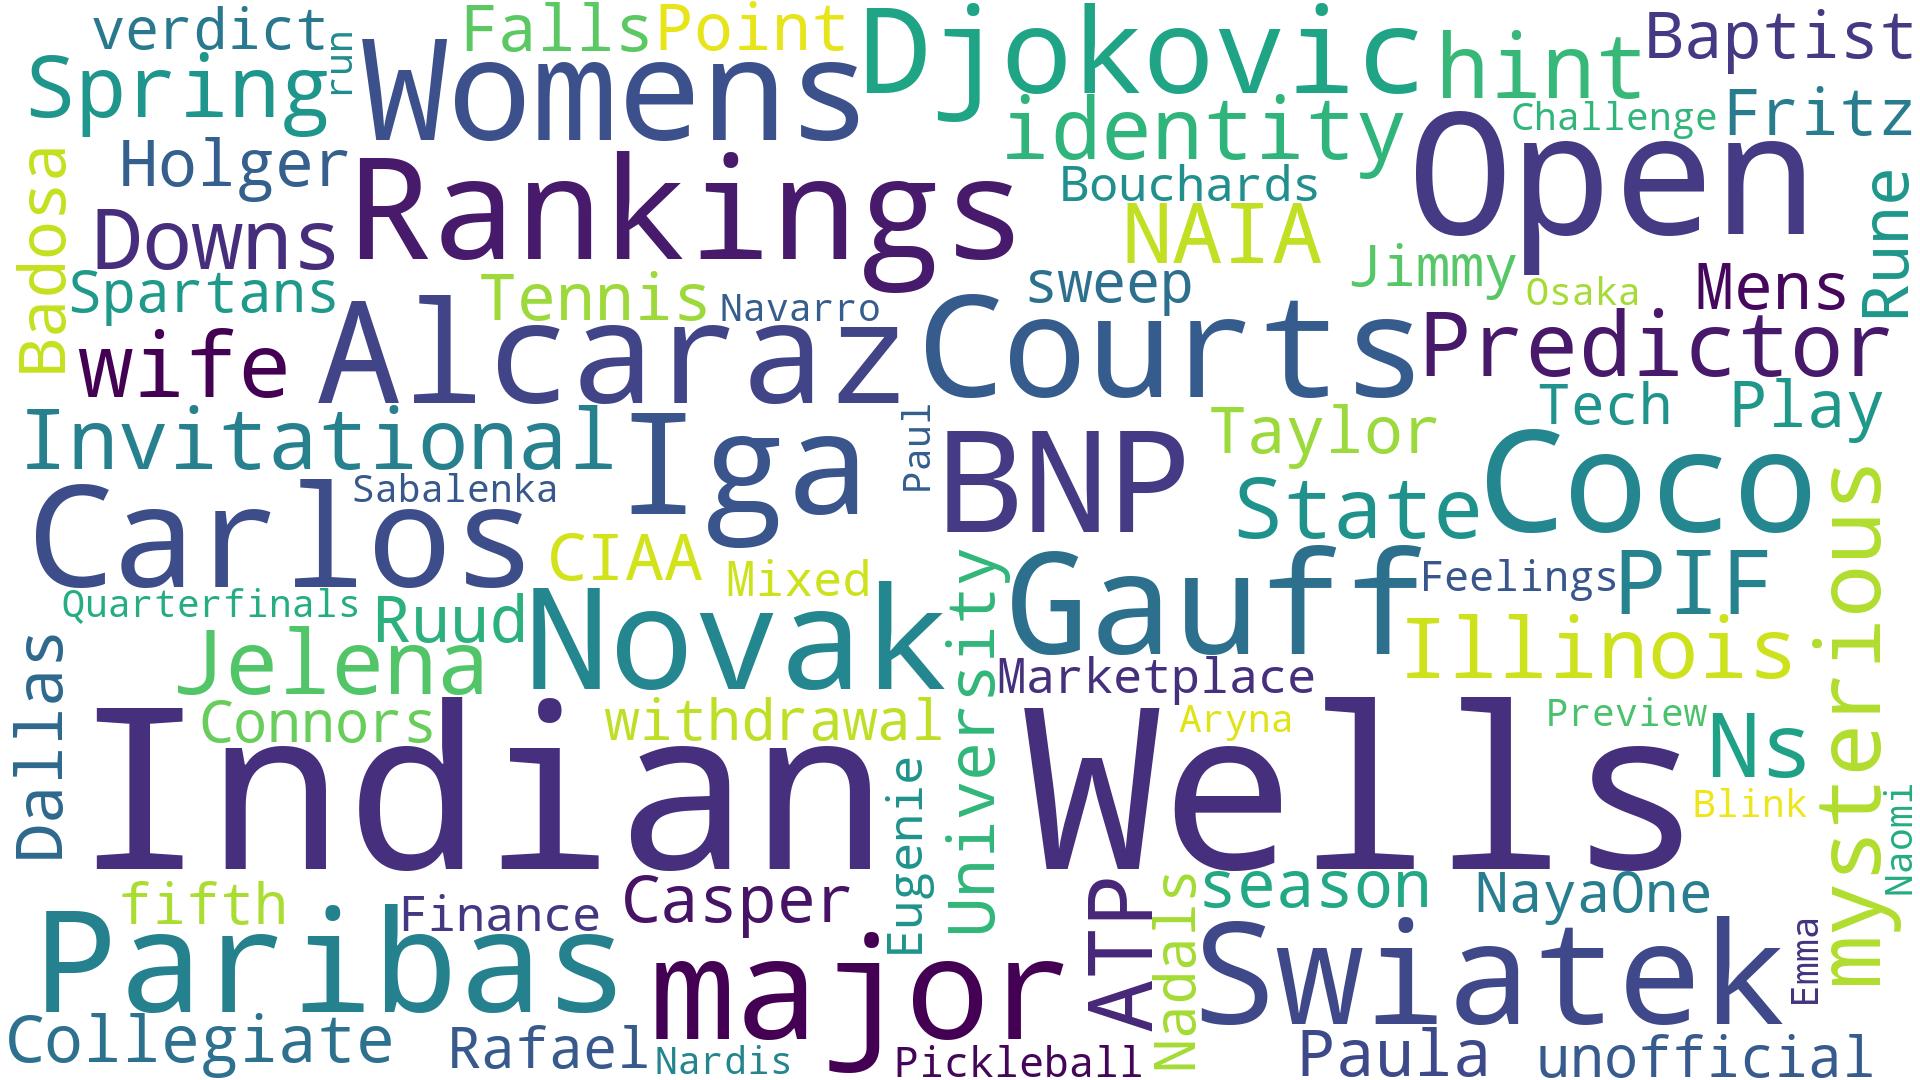 verdict
run
Falls
Point
Djokovic
hint
Baptist
Spring
Womens
identity
Open
Challenge
Fritz
Holger
Badosa
Rankings
Bouchards
Rune
Downs
NAIA
Jimmy
Spartans
Tennis
Navarro
sweep
Osaka
Mens
wife
Alcaraz
Courts
Predictor
Invitational
Iga
Paul
BNP
Taylor
Tech
Play
Carlos
Sabalenka
State
Coco
mysterious
CIAA
Mixed
University
Gauff
Feelings
PIF
Quarterfinals
Ruud
Novak
Jelena
Marketplace
Illinois
Dallas
Connors
withdrawal
Aryna
Preview
Ns
Indian
Wells
Blink
Naomi
Eugenie
fifth
Finance
Casper
ATP
Nadals
season
NayaOne
Paribas
major
Swiatek
Emma
Collegiate
Rafael
Nardis
Pickleball
Paula
unofficial